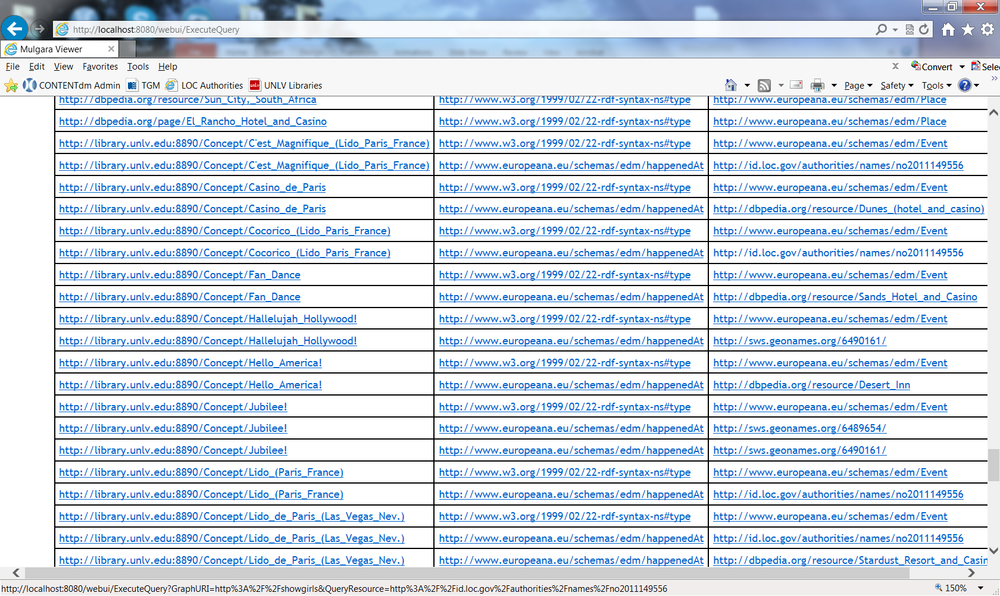 http://localhost:8080/webui/ExecuteQuery
Mulgara Viewer
File Edit View Favorites Tools Help
Convert Selec
CONTENTdm Admin TGM LOC Authorities UNLV Libraries
Page Safety Tools
http://dbpedia.org/resource/Sun_City,_South_Africa http://www.w3.org/1999/02/22-rdf-syntax-ns#type http://www.europeana.eu/schemas/edm/Place
http://dbpedia.org/page/El_Rancho_Hotel_and_Casino http://www.w3.org/1999/02/22-rdf-syntax-ns#type http://www.europeana.eu/schemas/edm/Place
http://library.unlv.edu:8890/Concept/C'est_Magnifique_(Lido_Paris_France) http://www.w3.org/1999/02/22-rdf-syntax-ns#type http://www.europeana.eu/schemas/edm/Event
http://library.unlv.edu:8890/Concept/C'est_Magnifique_(Lido_Paris_France) http://www.europeana.eu/schemas/edm/happenedAt http://id.loc.gov/authorities/names/no2011149556
http://library.unlv.edu:8890/Concept/Casino_de_Paris http://www.w3.org/1999/02/22-rdf-syntax-ns#type http://www.europeana.eu/schemas/edm/Event
http://library.unlv.edu:8890/Concept/Casino_de_Paris http://www.europeana.eu/schemas/edm/happenedAt http://dbpedia.org/resource/Dunes_(hotel_and_casino)
http://library.unlv.edu:8890/Concept/Cocorico_(Lido_Paris_France) http://www.w3.org/1999/02/22-rdf-syntax-ns#type http://www.europeana.eu/schemas/edm/Event
http://library.unlv.edu:8890/Concept/Cocorico_(Lido_Paris_France) http://www.europeana.eu/schemas/edm/happenedAt http://id.loc.gov/authorities/names/no2011149556
http://library.unlv.edu:8890/Concept/Fan_Dance http://www.w3.org/1999/02/22-rdf-syntax-ns#type http://www.europeana.eu/schemas/edm/Event
http://library.unlv.edu:8890/Concept/Fan_Dance http://www.europeana.eu/schemas/edm/happenedAt http://dbpedia.org/resource/Sands_Hotel_and_Casino
http://library.unlv.edu:8890/Concept/Hallelujah_Hollywood! http://www.w3.org/1999/02/22-rdf-syntax-ns#type http://www.europeana.eu/schemas/edm/Event
http://library.unlv.edu:8890/Concept/Hallelujah_Hollywood! http://www.europeana.eu/schemas/edm/happenedAt http://sws.geonames.org/6490161/
http://library.unlv.edu:8890/Concept/Hello_America! http://www.w3.org/1999/02/22-rdf-syntax-ns#type http://www.europeana.eu/schemas/edm/Event
http://library.unlv.edu:8890/Concept/Hello_America! http://www.europeana.eu/schemas/edm/happenedAt http://dbpedia.org/resource/Desert_Inn
http://library.unlv.edu:8890/Concept/Jubilee! http://www.w3.org/1999/02/22-rdf-syntax-ns#type http://www.europeana.eu/schemas/edm/Event
http://library.unlv.edu:8890/Concept/Jubilee! http://www.europeana.eu/schemas/edm/happenedAt http://sws.geonames.org/6489654/
http://library.unlv.edu:8890/Concept/Jubilee! http://www.europeana.eu/schemas/edm/happenedAt http://sws.geonames.org/6490161/
http://library.unlv.edu:8890/Concept/Lido_(Paris_France) http://www.w3.org/1999/02/22-rdf-syntax-ns#type http://www.europeana.eu/schemas/edm/Event
http://library.unlv.edu:8890/Concept/Lido_(Paris_France) http://www.europeana.eu/schemas/edm/happenedAt http://id.loc.gov/authorities/names/no2011149556
http://library.unlv.edu:8890/Concept/Lido_de_Paris_(Las_Vegas_Nev.) http://www.w3.org/1999/02/22-rdf-syntax-ns#type http://www.europeana.eu/schemas/edm/Event
http://library.unlv.edu:8890/Concept/Lido_de_Paris_(Las_Vegas_Nev.) http://www.europeana.eu/schemas/edm/happenedAt http://id.loc.gov/authorities/names/no2011149556
http://library.unlv.edu:8890/Concept/Lido_de_Paris_(Las_Vegas_Nev.) http://www.europeana.eu/schemas/edm/happenedAt http://dbpedia.org/resource/Stardust_Resort_and_Casin
http://localhost:8080/webui/ExecuteQuery?GraphURI=http%3A%2F%2Fshowgirls&QueryResource=http%3A%2F%2Fid.loc.gov%2Fauthorities%2Fnames%2Fno2011149556 150%